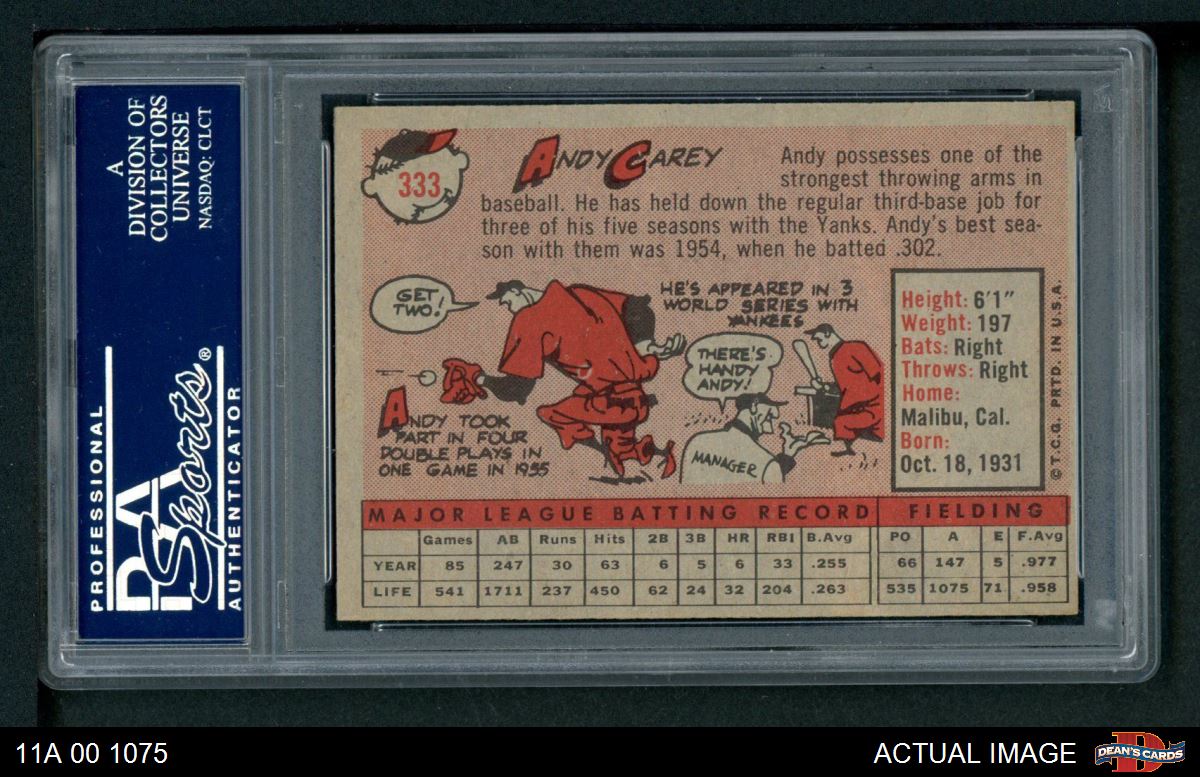 A
DIVISION OF
COLLECTORS
UNIVERSE
NASDAQ: CLCT
PROFESSIONAL
PSA
Sports®
AUTHENTICATOR
333
ANDY CAREY
Andy possesses one of the
strongest throwing arms in
baseball. He has held down the regular third-base job for
three of his five seasons with the Yanks. Andy's best sea-
son with them was 1954, when he batted .302.
GET
TWO!
ANDY TOOK
PART IN FOUR
DOUBLE PLAYS IN
ONE GAME IN 1955
HE'S APPEARED IN 3
WORLD SERIES WITH
YANKEES
THERE'S
HANDY
ANDY!
MANAGER
Height: 6'1"
Weight: 197
Bats: Right
Throws: Right
Home:
Malibu, Cal.
Born:
Oct. 18, 1931
© T.C.G. PRTD. IN U.S.A.
MAJOR LEAGUE BATTING RECORD FIELDING
Games AB Runs Hits 2B 3B HR RBI B.Avg PO A E F.Avg
YEAR 85 247 30 63 6 5 6 33 .255 66 147 5 .977
LIFE 541 1711 237 450 62 24 32 204 .263 535 1075 71 .958
11A 00 1075
ACTUAL IMAGE
DEAN'S CARDS